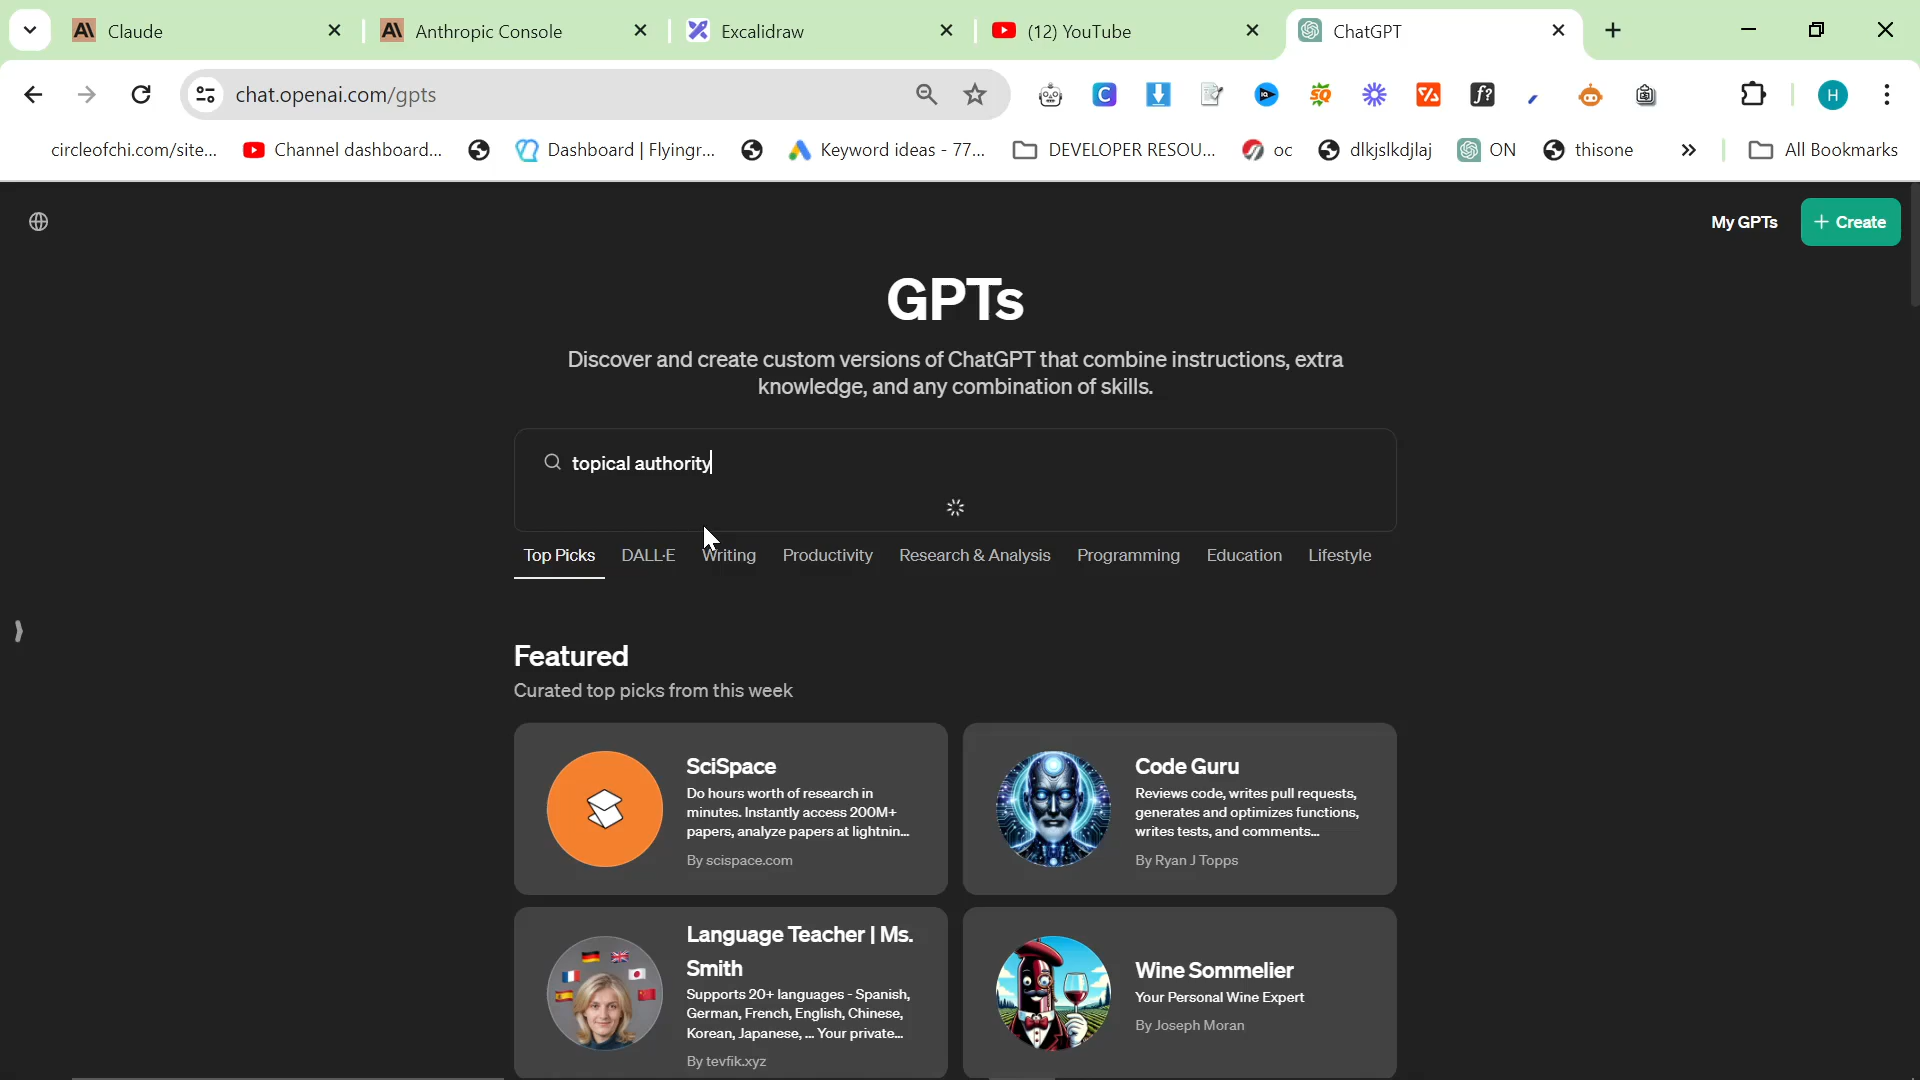 Claude
Anthropic Console
Excalidraw
(12) YouTube
ChatGPT
chat.openai.com/gpts
circleofchi.com/site...
Channel dashboard...
Dashboard | Flyingr...
Keyword ideas - 77...
DEVELOPER RESOU...
oc
dlkjslkdjlaj
ON
thisone
All Bookmarks
My GPTs
+ Create
GPTs
Discover and create custom versions of ChatGPT that combine instructions, extra
knowledge, and any combination of skills.
topical authority
Top Picks
DALL·E
Writing
Productivity
Research & Analysis
Programming
Education
Lifestyle
Featured
Curated top picks from this week
SciSpace
Do hours worth of research in
minutes. Instantly access 200M+
papers, analyze papers at lightnin...
By scispace.com
Code Guru
Reviews code, writes pull requests,
generates and optimizes functions,
writes tests, and comments...
By Ryan J Topps
Language Teacher | Ms.
Smith
Supports 20+ languages - Spanish,
German, French, English, Chinese,
Korean, Japanese, ... Your private...
By tevfik.xyz
Wine Sommelier
Your Personal Wine Expert
By Joseph Moran